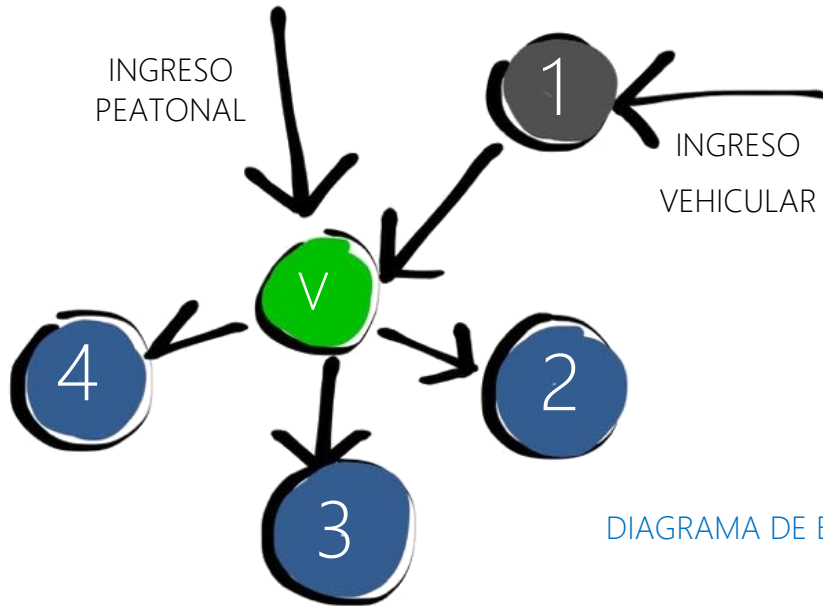 INGRESO
PEATONAL
1
INGRESO
VEHICULAR
V
4
2
3
DIAGRAMA DE